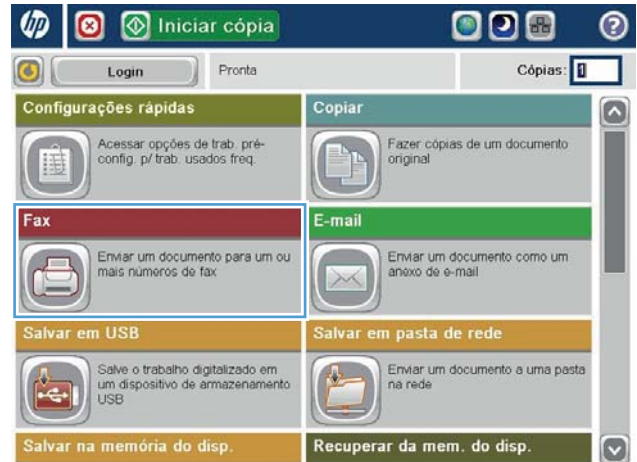 hp
Iniciar cópia
?
Login
Pronta
Cópias: 1
Configurações rápidas
Acessar opções de trab. pré-
config. p/ trab. usados freq.
Copiar
Fazer cópias de um documento
original
Fax
Enviar um documento para um ou
mais números de fax
E-mail
Enviar um documento como um
anexo de e-mail
Salvar em USB
Salve o trabalho digitalizado em
um dispositivo de armazenamento
USB
Salvar em pasta de rede
Enviar um documento a uma pasta
na rede
Salvar na memória do disp.
Recuperar da mem. do disp.